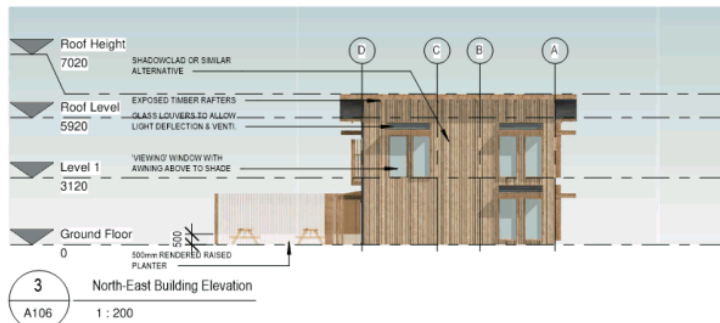 Roof Height
7020
D
C
B
A
SHADOWCLAD OR SIMILAR
ALTERNATIVE
EXPOSED TIMBER RAFTERS
Roof Level
5920
GLASS LOUVERS TO ALLOW
LIGHT DEFLECTION & VENTI.
'VIEWING' WINDOW WITH
AWNING ABOVE TO SHADE
Level 1
3120
Ground Floor
0
500
500mm RENDERED RAISED
PLANTER
3
North-East Building Elevation
A106
1 : 200